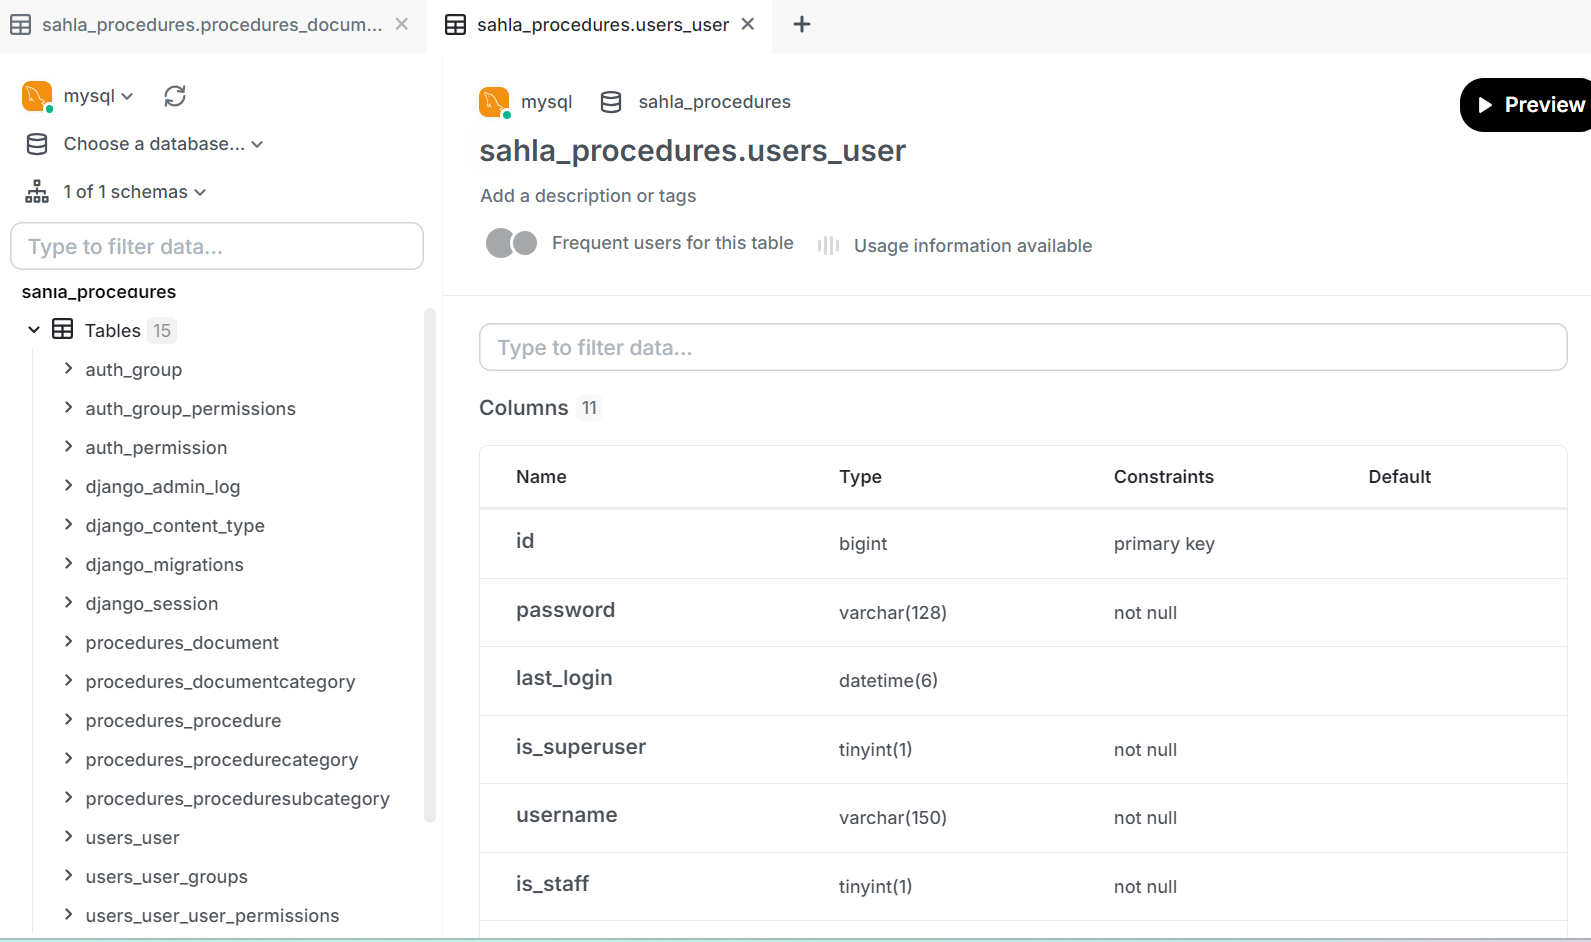 sahla_procedures.procedures_docum...
sahla_procedures.users_user
mysql
Choose a database...
1 of 1 schemas
Type to filter data...
sahla_procedures
Tables 15
auth_group
auth_group_permissions
auth_permission
django_admin_log
django_content_type
django_migrations
django_session
procedures_document
procedures_documentcategory
procedures_procedure
procedures_procedurecategory
procedures_proceduresubcategory
users_user
users_user_groups
users_user_user_permissions
mysql sahla_procedures
Preview
sahla_procedures.users_user
Add a description or tags
Frequent users for this table Usage information available
Type to filter data...
Columns 11
Name Type Constraints Default
id bigint primary key
password varchar(128) not null
last_login datetime(6)
is_superuser tinyint(1) not null
username varchar(150) not null
is_staff tinyint(1) not null